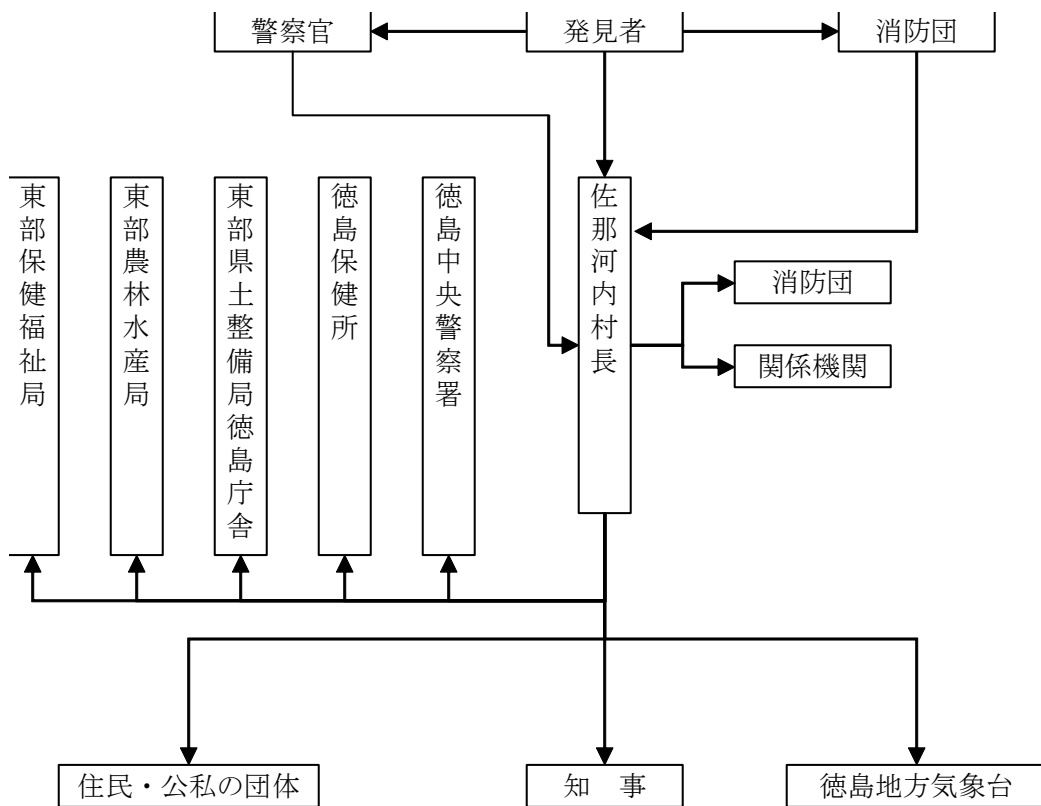 警察官
発見者
消防団
東部保健福祉局
東部農林水産局
東部県土整備局徳島庁舎
徳島保健所
徳島中央警察署
佐那河内村長
消防団
関係機関
住民・公私の団体
知　事
徳島地方気象台